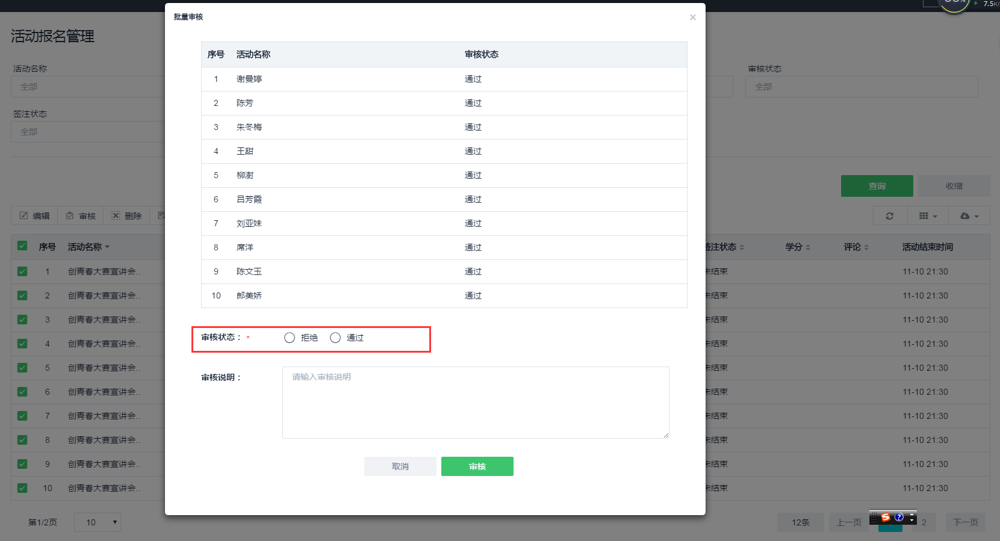 7.5K/
活动报名管理
活动名称
全部
审核状态
全部
签注状态
全部
查询
收缩
编辑
审核
删除
序号 活动名称 签注状态 学分 评论 活动结束时间
1 创青春大赛宣讲会.. 未结束 11-10 21:30
2 创青春大赛宣讲会.. 未结束 11-10 21:30
3 创青春大赛宣讲会.. 未结束 11-10 21:30
4 创青春大赛宣讲会.. 未结束 11-10 21:30
5 创青春大赛宣讲会.. 未结束 11-10 21:30
6 创青春大赛宣讲会.. 未结束 11-10 21:30
7 创青春大赛宣讲会.. 未结束 11-10 21:30
8 创青春大赛宣讲会.. 未结束 11-10 21:30
9 创青春大赛宣讲会.. 未结束 11-10 21:30
10 创青春大赛宣讲会.. 未结束 11-10 21:30
第1/2页 10 12条 上一页 2 下一页
批量审核
序号 活动名称 审核状态
1 谢曼婷 通过
2 陈芳 通过
3 朱冬梅 通过
4 王甜 通过
5 柳澍 通过
6 吕芳霞 通过
7 刘亚妹 通过
8 席洋 通过
9 陈文玉 通过
10 郎美娇 通过
审核状态： * 拒绝 通过
审核说明：
请输入审核说明
取消 审核